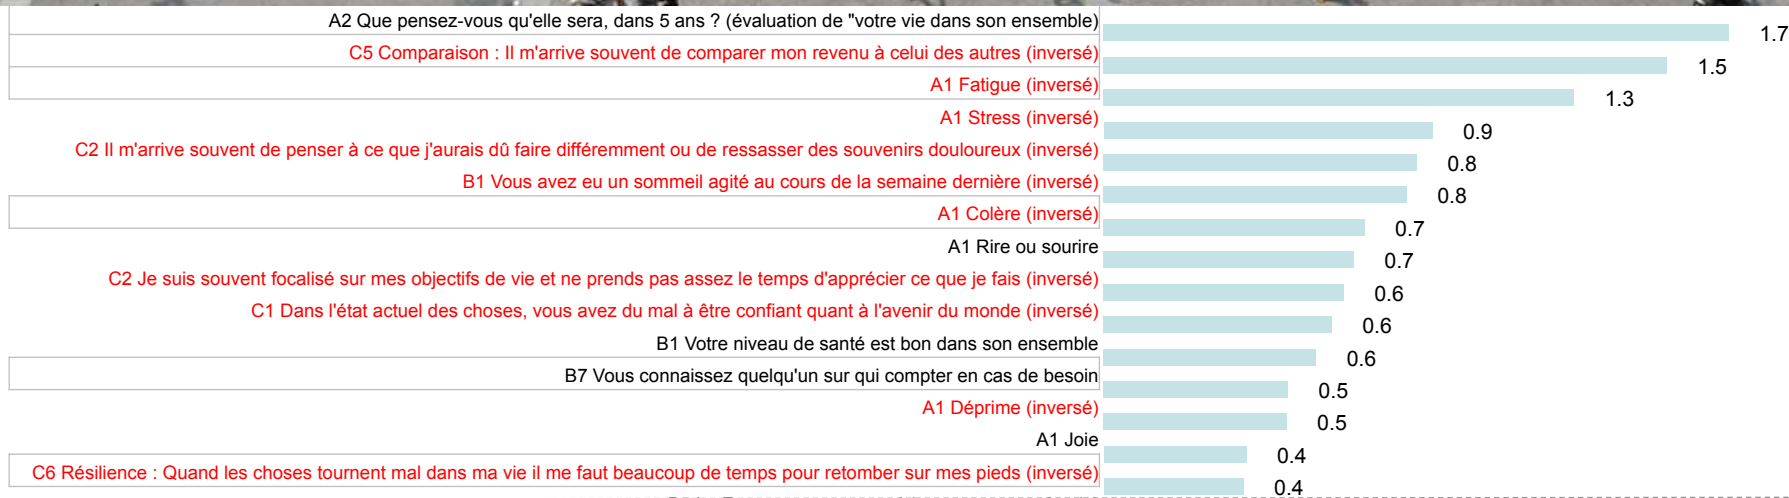 A2 Que pensez-vous qu'elle sera, dans 5 ans ? (évaluation de "votre vie dans son ensemble) 1.7
C5 Comparaison : Il m'arrive souvent de comparer mon revenu à celui des autres (inversé) 1.5
A1 Fatigue (inversé) 1.3
A1 Stress (inversé) 0.9
C2 Il m'arrive souvent de penser à ce que j'aurais dû faire différemment ou de ressasser des souvenirs douloureux (inversé) 0.8
B1 Vous avez eu un sommeil agité au cours de la semaine dernière (inversé) 0.8
A1 Colère (inversé) 0.7
A1 Rire ou sourire 0.7
C2 Je suis souvent focalisé sur mes objectifs de vie et ne prends pas assez le temps d'apprécier ce que je fais (inversé) 0.6
C1 Dans l'état actuel des choses, vous avez du mal à être confiant quant à l'avenir du monde (inversé) 0.6
B1 Votre niveau de santé est bon dans son ensemble 0.6
B7 Vous connaissez quelqu'un sur qui compter en cas de besoin 0.5
A1 Déprime (inversé) 0.5
A1 Joie 0.4
C6 Résilience : Quand les choses tournent mal dans ma vie il me faut beaucoup de temps pour retomber sur mes pieds (inversé) 0.4